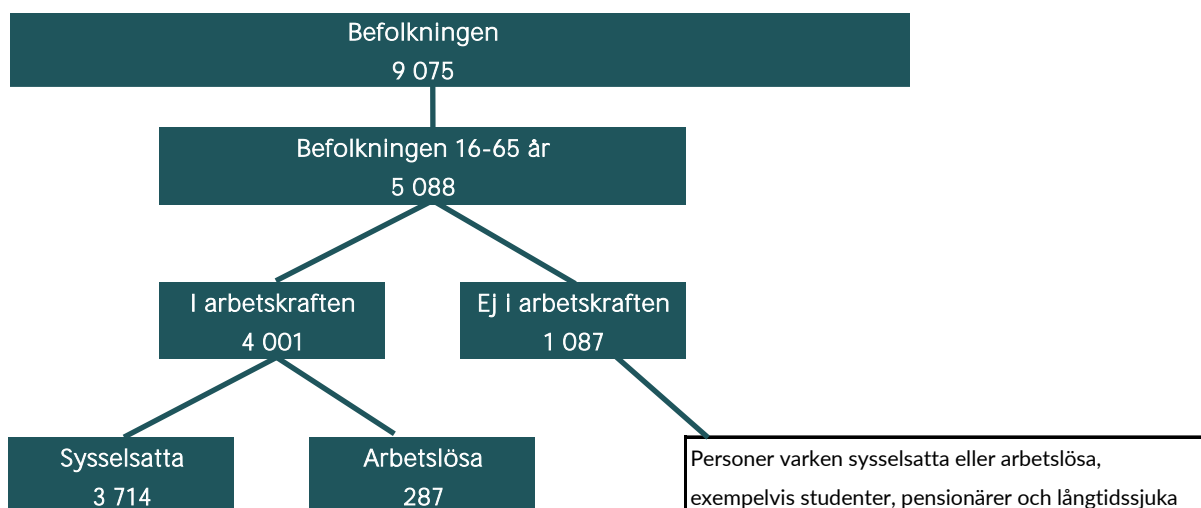 Befolkningen
9 075
Befolkningen 16-65 år
5 088
I arbetskraften
4 001
Ej i arbetskraften
1 087
Sysselsatta
3 714
Arbetslösa
287
Personer varken sysselsatta eller arbetslösa,
exempelvis studenter, pensionärer och långtidssjuka